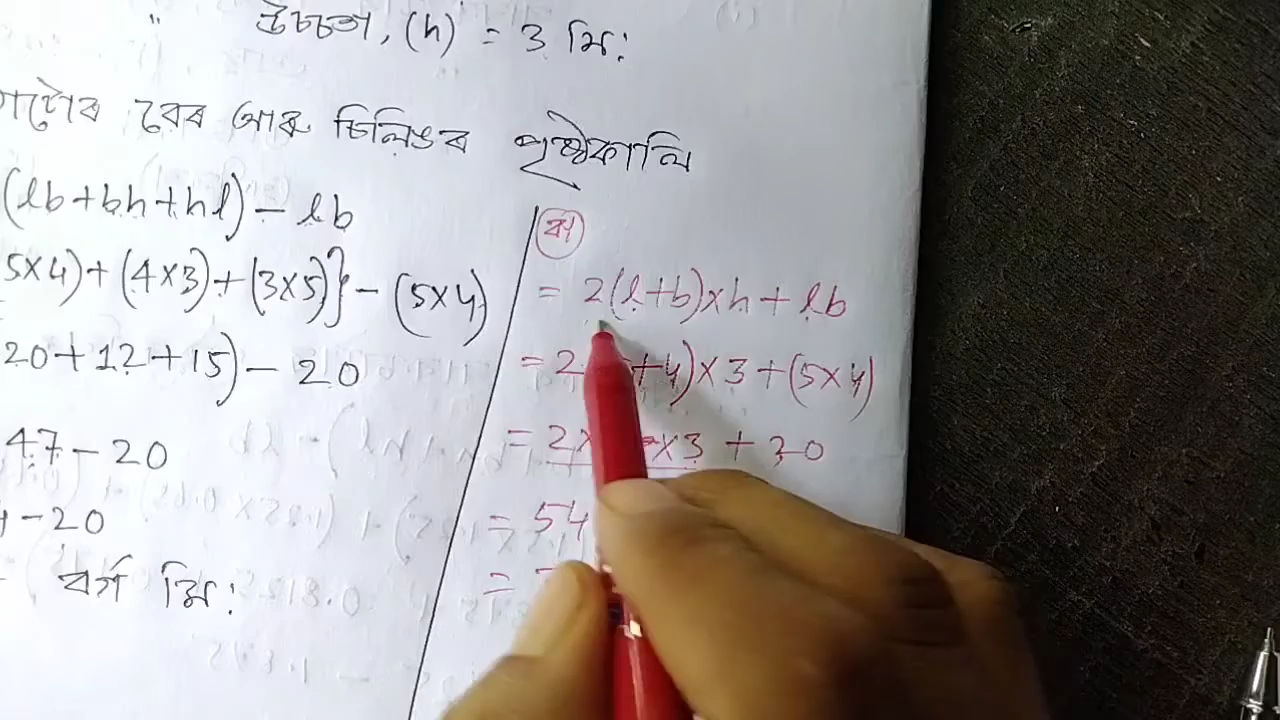 " উচ্চতা, (h) = 3 মি:
বেৰ আৰু চিলিঙৰ পৃষ্ঠকালি
(lb+bh+hl) - lb
5×4) + (4×3) + (3×5)} - (5×4)
20+12+15) - 20
47 - 20
4 - 20
বৰ্গ মি:
বা
= 2(l+b)×h + lb
= 2 +4)×3 + (5×4)
= 2× ×3 + 20
= 54
=